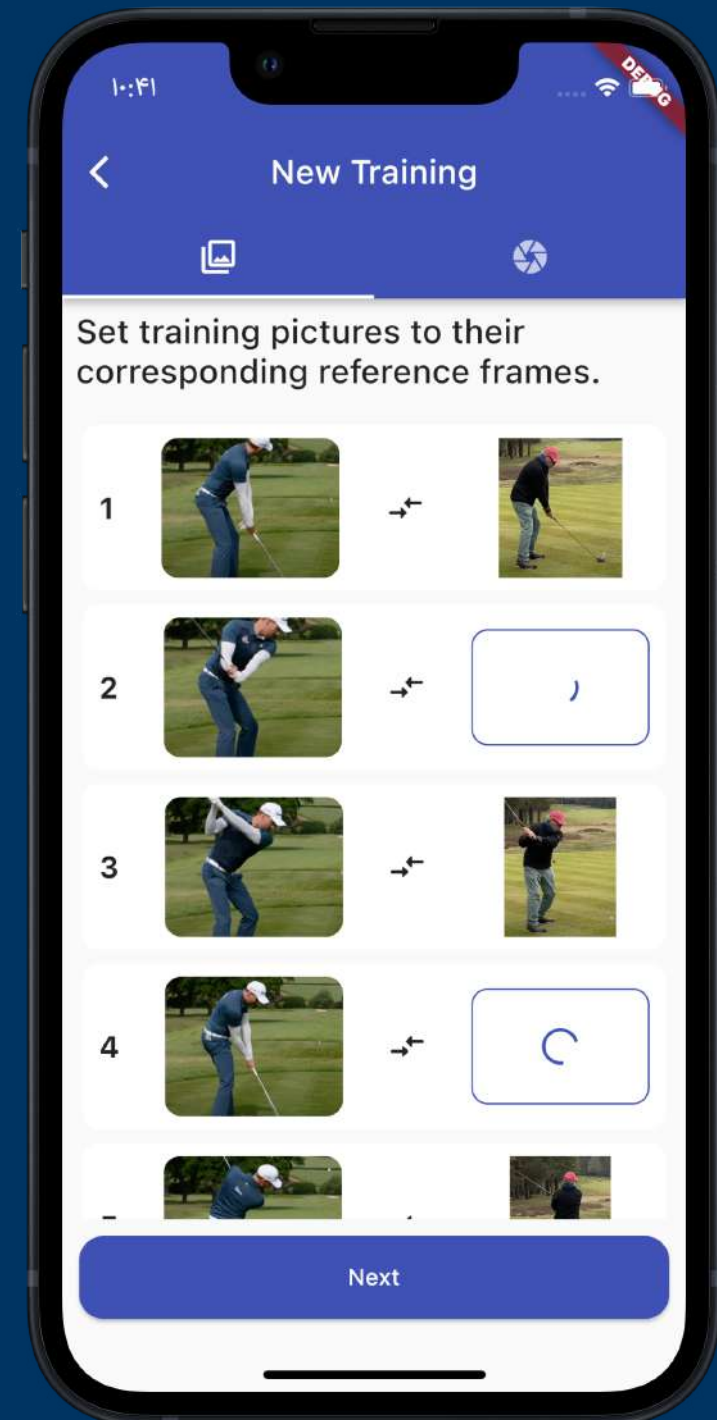 ۱۰:۴۱
DEBUG
New Training
Set training pictures to their
corresponding reference frames.
1
2
3
4
Next